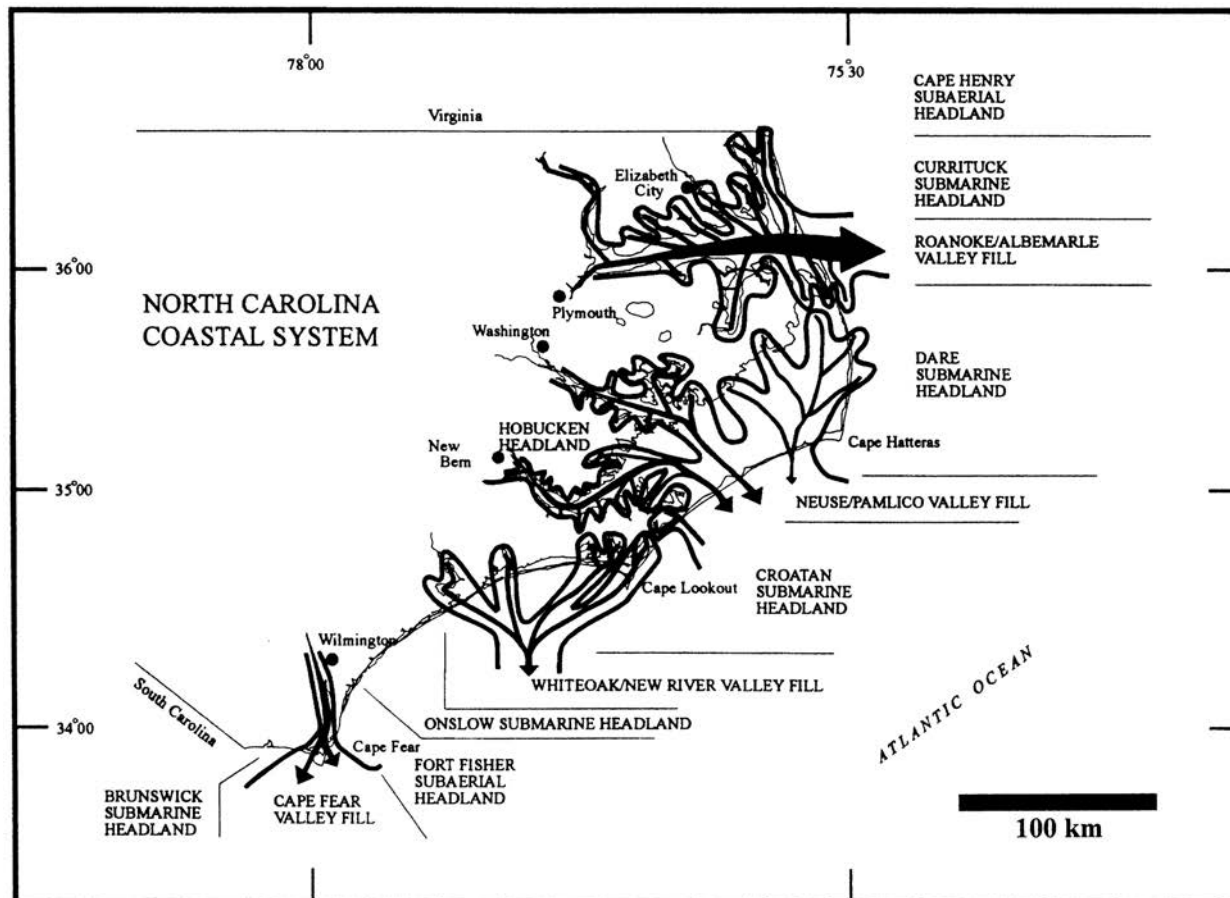 78°00
75°30
CAPE HENRY
SUBAERIAL
HEADLAND
Virginia
Elizabeth
City
CURRITUCK
SUBMARINE
HEADLAND
ROANOKE/ALBEMARLE
VALLEY FILL
36°00
NORTH CAROLINA
COASTAL SYSTEM
Plymouth
Washington
DARE
SUBMARINE
HEADLAND
HOBUCKEN
HEADLAND
New
Bern
Cape Hatteras
35°00
NEUSE/PAMLICO VALLEY FILL
Cape Lookout
CROATAN
SUBMARINE
HEADLAND
Wilmington
WHITEOAK/NEW RIVER VALLEY FILL
South Carolina
ONSLOW SUBMARINE HEADLAND
34°00
ATLANTIC OCEAN
Cape Fear
FORT FISHER
SUBAERIAL
HEADLAND
BRUNSWICK
SUBMARINE
HEADLAND
CAPE FEAR
VALLEY FILL
100 km